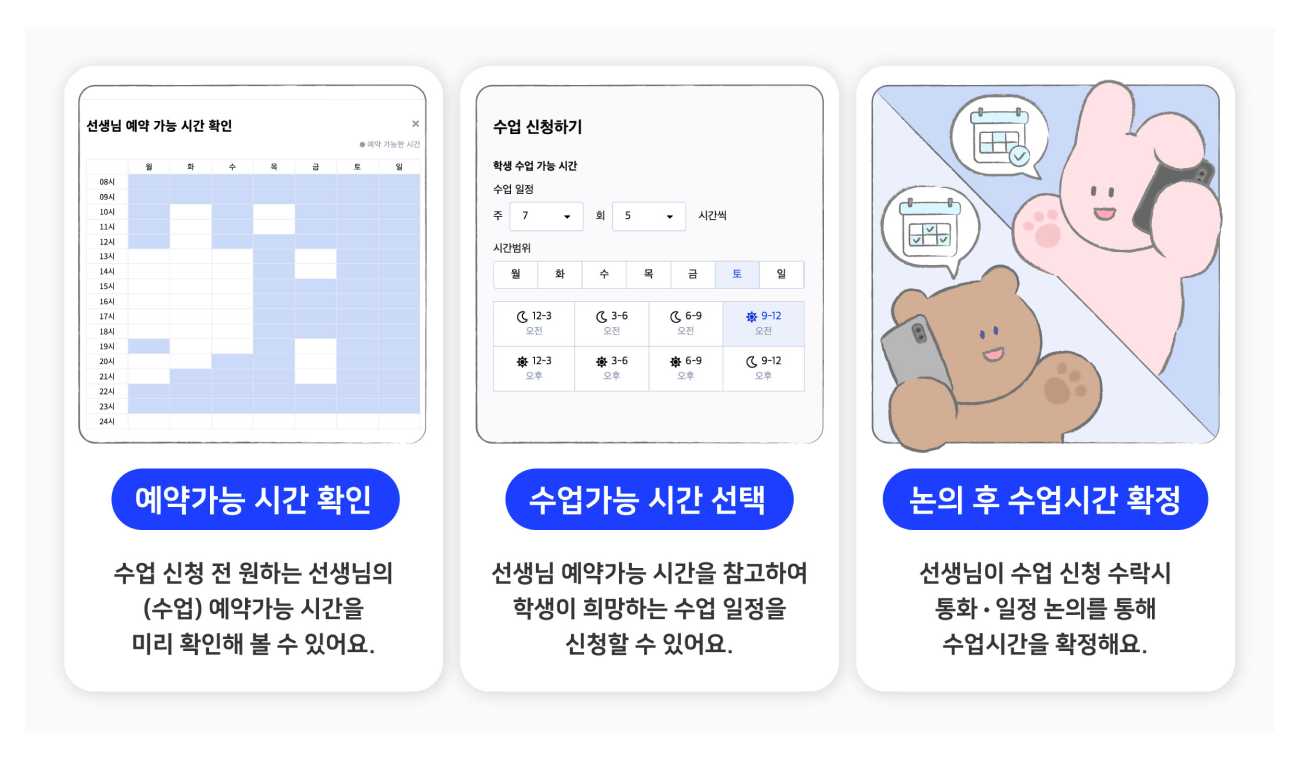 선생님 예약 가능 시간 확인
×
예약 가능한 시간
월 화 수 목 금 토 일
08시
09시
10시
11시
12시
13시
14시
15시
16시
17시
18시
19시
20시
21시
22시
23시
24시
예약가능 시간 확인
수업 신청 전 원하는 선생님의
(수업) 예약가능 시간을
미리 확인해 볼 수 있어요.
수업 신청하기
학생 수업 가능 시간
수업 일정
주 7 회 5 시간씩
시간범위
월 화 수 목 금 토 일
12-3 3-6 6-9 9-12
오전 오전 오전 오전
12-3 3-6 6-9 9-12
오후 오후 오후 오후
수업가능 시간 선택
선생님 예약가능 시간을 참고하여
학생이 희망하는 수업 일정을
신청할 수 있어요.
논의 후 수업시간 확정
선생님이 수업 신청 수락시
통화·일정 논의를 통해
수업시간을 확정해요.